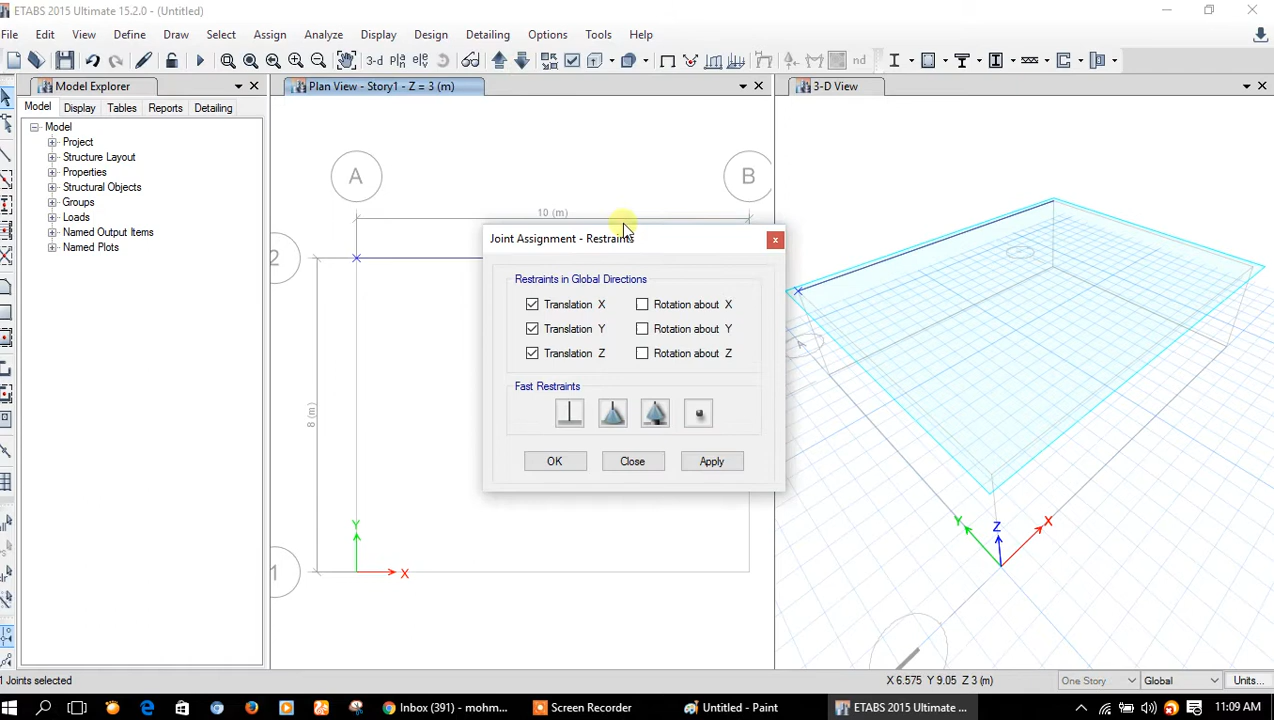 ETABS 2015 Ultimate 15.2.0 - (Untitled)
File Edit View Define Draw Select Assign Analyze Display Design Detailing Options Tools Help
3-d nd
Model Explorer
Plan View - Story1 - Z = 3 (m)
3-D View
Model Display Tables Reports Detailing
Model
Project
Structure Layout
Properties
Structural Objects
Groups
Loads
Named Output Items
Named Plots
A B
10 (m)
2
8 (m)
1
Y
X
Joint Assignment - Restraints
Restraints in Global Directions
Translation X Rotation about X
Translation Y Rotation about Y
Translation Z Rotation about Z
Fast Restraints
OK Close Apply
Y Z X
1 Joints selected
X 6.575 Y 9.05 Z 3 (m)
One Story Global Units...
Inbox (391) - mohm... Screen Recorder Untitled - Paint ETABS 2015 Ultimate ... 11:09 AM